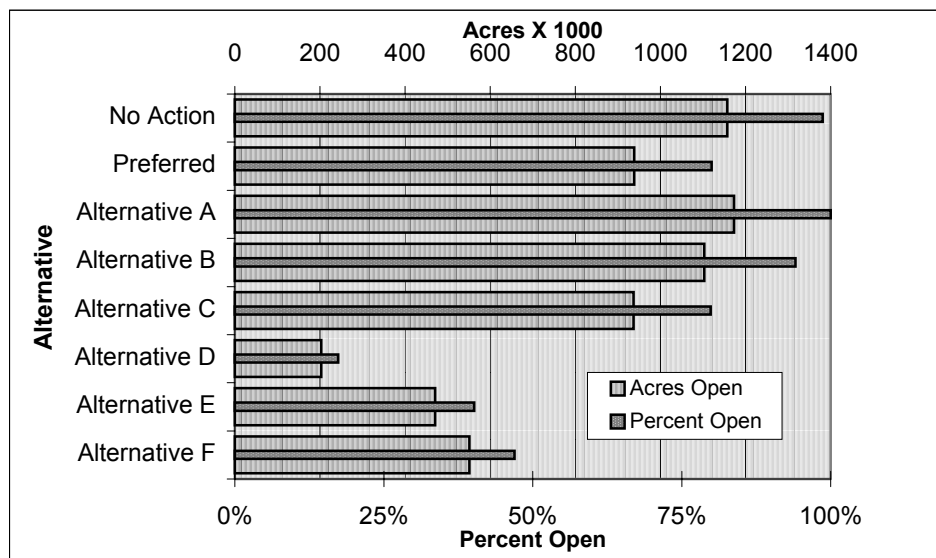 Acres X 1000
0 200 400 600 800 1000 1200 1400
No Action
Preferred
Alternative A
Alternative B
Alternative C
Alternative D
Alternative E
Alternative F
Alternative
Acres Open
Percent Open
0% 25% 50% 75% 100%
Percent Open